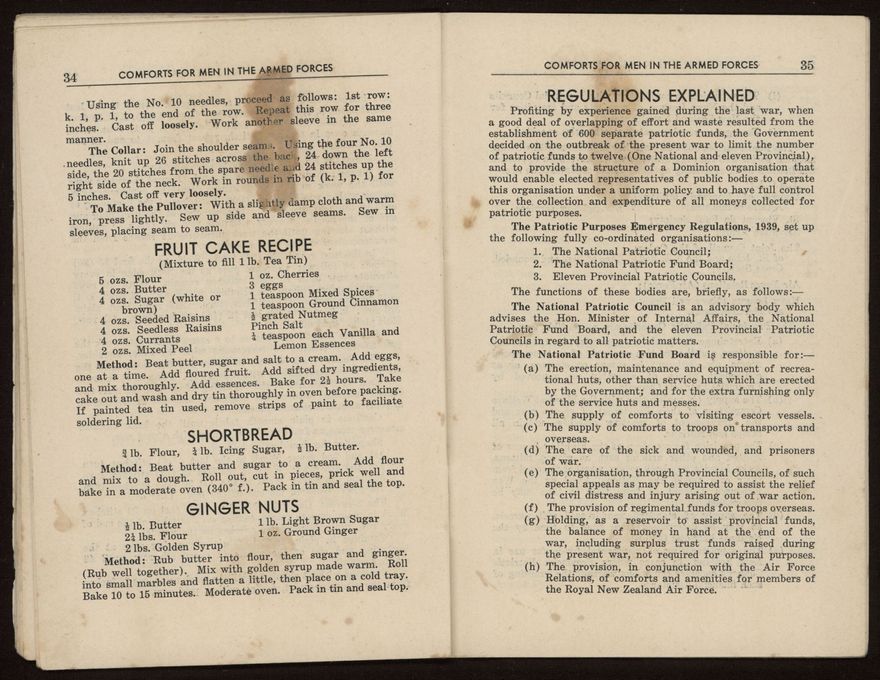 34 COMFORTS FOR MEN IN THE ARMED FORCES
Using the No. 10 needles, proceed as follows: 1st row:
k. 1, p. 1, to the end of the row. Repeat this row for three
inches. Cast off loosely. Work another sleeve in the same
manner.
The Collar: Join the shoulder seams. Using the four No. 10
needles, knit up 26 stitches across the back, 24 down the left
side, the 20 stitches from the spare needle and 24 stitches up the
right side of the neck. Work in rounds in rib of (k. 1, p. 1) for
5 inches. Cast off very loosely.
To Make the Pullover: With a slightly damp cloth and warm
iron, press lightly. Sew up side and sleeve seams. Sew in
sleeves, placing seam to seam.
FRUIT CAKE RECIPE
(Mixture to fill 1 lb. Tea Tin)
5 ozs. Flour
4 ozs. Butter
4 ozs. Sugar (white or
brown)
4 ozs. Seeded Raisins
4 ozs. Seedless Raisins
4 ozs. Currants
2 ozs. Mixed Peel
1 oz. Cherries
3 eggs
1 teaspoon Mixed Spices
1 teaspoon Ground Cinnamon
grated Nutmeg
Pinch Salt
¼ teaspoon each Vanilla and
Lemon Essences
Method: Beat butter, sugar and salt to a cream. Add eggs,
one at a time. Add floured fruit. Add sifted dry ingredients,
and mix thoroughly. Add essences. Bake for 2½ hours. Take
cake out and wash and dry tin thoroughly in oven before packing.
If painted tea tin used, remove strips of paint to faciliate
soldering lid.
SHORTBREAD
¾ lb. Flour, ¼ lb. Icing Sugar, ½ lb. Butter.
Method: Beat butter and sugar to a cream. Add flour
and mix to a dough. Roll out, cut in pieces, prick well and
bake in a moderate oven (340° f.). Pack in tin and seal the top.
GINGER NUTS
½ lb. Butter
2¼ lbs. Flour
2 lbs. Golden Syrup
1 lb. Light Brown Sugar
1 oz. Ground Ginger
Method: Rub butter into flour, then sugar and ginger.
(Rub well together). Mix with golden syrup made warm. Roll
into small marbles and flatten a little, then place on a cold tray.
Bake 10 to 15 minutes. Moderate oven. Pack in tin and seal top.
COMFORTS FOR MEN IN THE ARMED FORCES 35
REGULATIONS EXPLAINED
Profiting by experience gained during the last war, when
a good deal of overlapping of effort and waste resulted from the
establishment of 600 separate patriotic funds, the Government
decided on the outbreak of the present war to limit the number
of patriotic funds to twelve (One National and eleven Provincial),
and to provide the structure of a Dominion organisation that
would enable elected representatives of public bodies to operate
this organisation under a uniform policy and to have full control
over the collection and expenditure of all moneys collected for
patriotic purposes.
The Patriotic Purposes Emergency Regulations, 1939, set up
the following fully co-ordinated organisations:—
1. The National Patriotic Council;
2. The National Patriotic Fund Board;
3. Eleven Provincial Patriotic Councils.
The functions of these bodies are, briefly, as follows:—
The National Patriotic Council is an advisory body which
advises the Hon. Minister of Internal Affairs, the National
Patriotic Fund Board, and the eleven Provincial Patriotic
Councils in regard to all patriotic matters.
The National Patriotic Fund Board is responsible for:—
(a) The erection, maintenance and equipment of recrea-
tional huts, other than service huts which are erected
by the Government; and for the extra furnishing only
of the service huts and messes.
(b) The supply of comforts to visiting escort vessels.
(c) The supply of comforts to troops on transports and
overseas.
(d) The care of the sick and wounded, and prisoners
of war.
(e) The organisation, through Provincial Councils, of such
special appeals as may be required to assist the relief
of civil distress and injury arising out of war action.
(f) The provision of regimental funds for troops overseas.
(g) Holding, as a reservoir to assist provincial funds,
the balance of money in hand at the end of the
war, including surplus trust funds raised during
the present war, not required for original purposes.
(h) The provision, in conjunction with the Air Force
Relations, of comforts and amenities for members of
the Royal New Zealand Air Force.